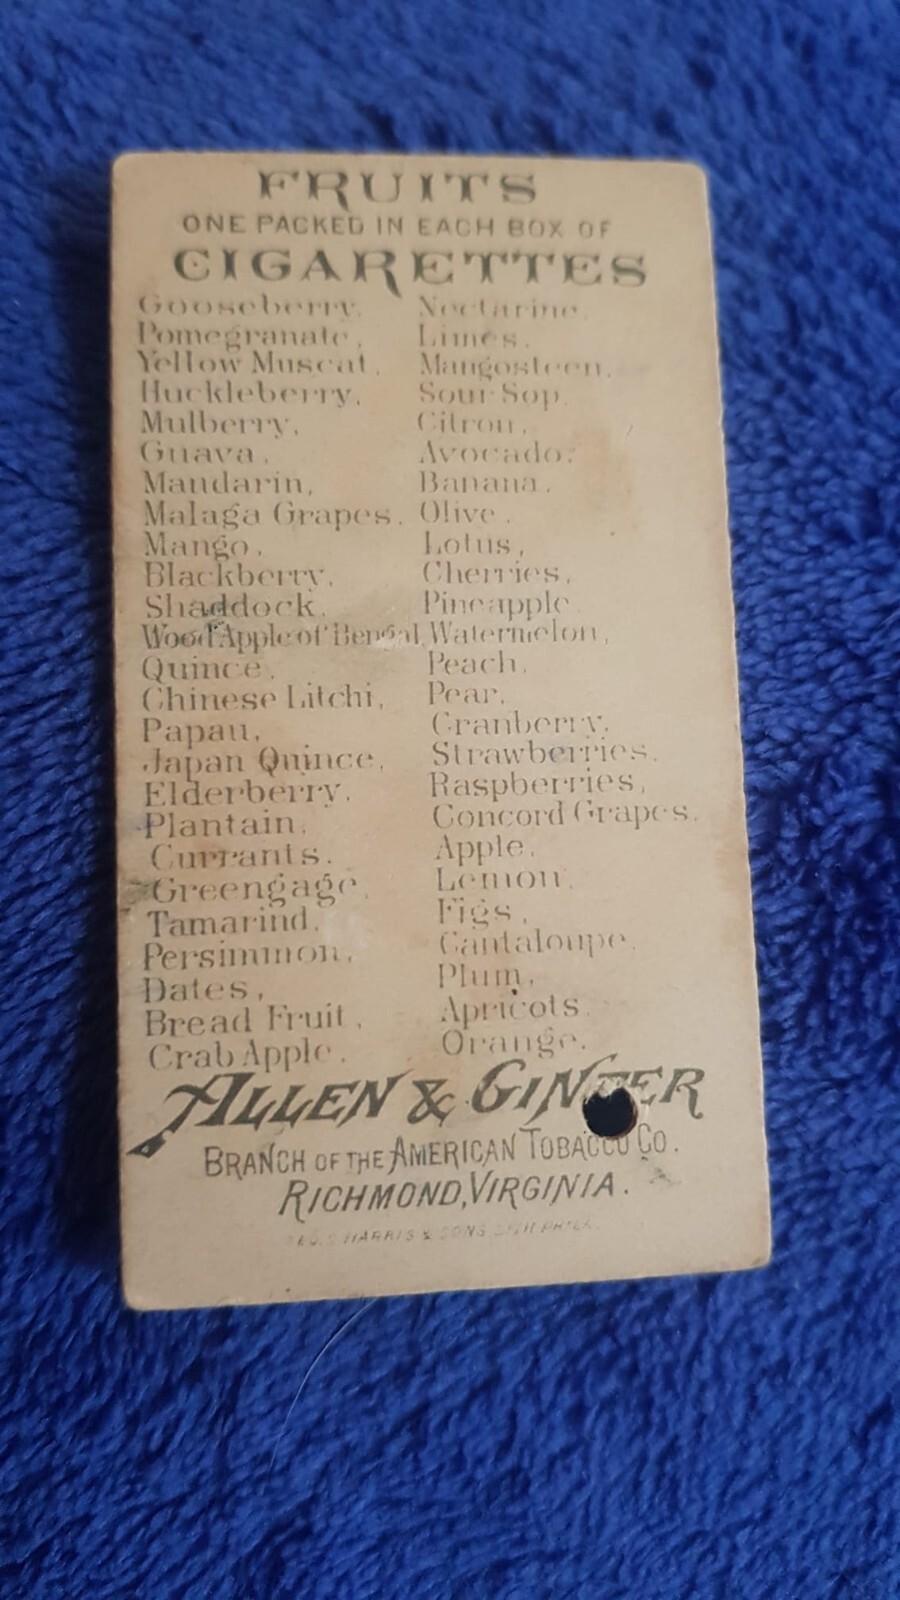 FRUITS
ONE PACKED IN EACH BOX OF
CIGARETTES
Gooseberry.
Pomegranate,
Yellow Muscat.
Huckleberry.
Mulberry.
Guava.
Mandarin,
Malaga Grapes.
Mango.
Blackberry.
Shaddock.
Wood Apple of Bengal.
Quince.
Chinese Litchi,
Papau,
Japan Quince.
Elderberry.
Plantain.
Currants.
Greengage.
Tamarind.
Persimmon.
Dates,
Bread Fruit.
Crab Apple.
Nectarine.
Limes.
Mangosteen.
Sour Sop.
Citron.
Avocado.
Banana.
Olive.
Lotus,
Cherries.
Pineapple
Watermelon.
Peach.
Pear.
Cranberry.
Strawberries.
Raspberries.
Concord Grapes.
Apple.
Lemon.
Figs,
Cantaloupe.
Plum.
Apricots.
Orange.
ALLEN & GINTER
BRANCH OF THE AMERICAN TOBACCO CO.
RICHMOND, VIRGINIA.
HARRIS & SONS LITH PHILA.